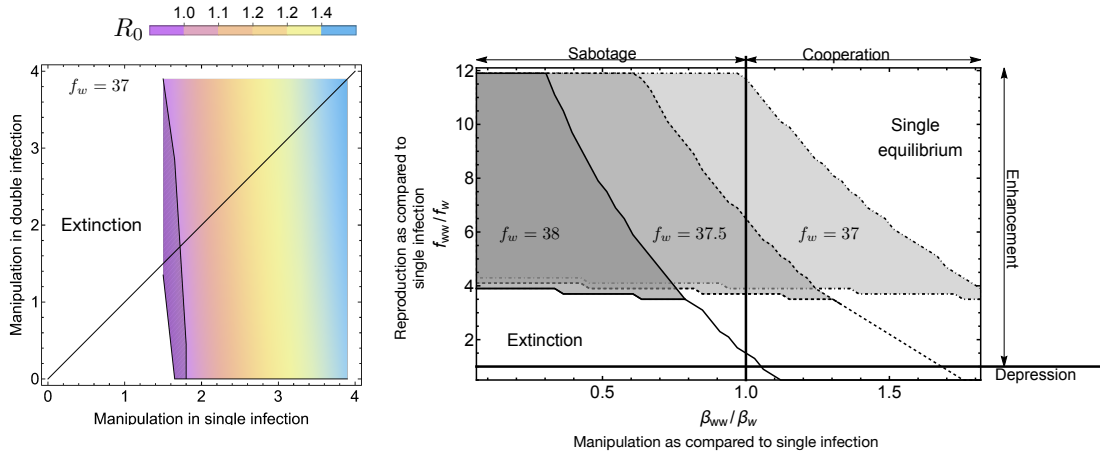 R0
1.0 1.1 1.2 1.2 1.4
fw = 37
Extinction
Manipulation in double infection
4
3
2
1
0
0 1 2 3 4
Manipulation in single infection
Sabotage Cooperation
12
10
8
6
4
2
Reproduction as compared to
single infection
fww/fw
Single
equilibrium
fw = 38 fw = 37.5 fw = 37
Extinction
Enhancement
Depression
0.5 1.0 1.5
βww/βw
Manipulation as compared to single infection